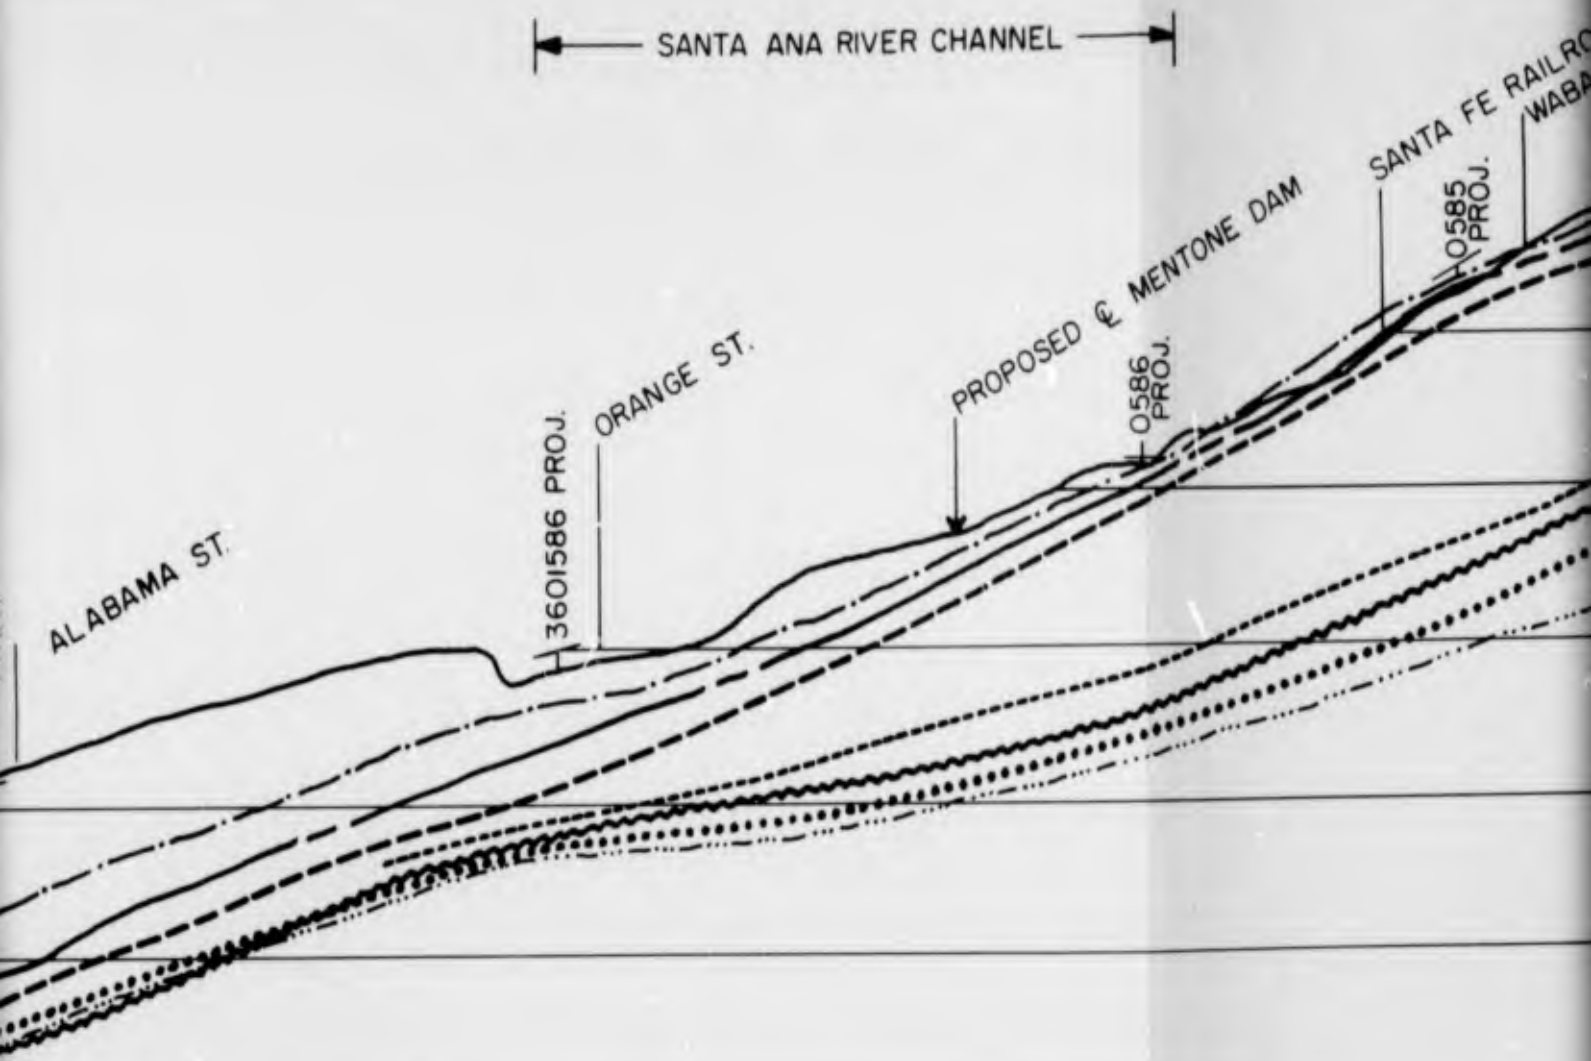 SANTA ANA RIVER CHANNEL
SANTA FE RAILRO
WABA
0585
PROJ.
PROPOSED ℄ MENTONE DAM
0586
PROJ.
ORANGE ST.
3601586 PROJ.
ALABAMA ST.